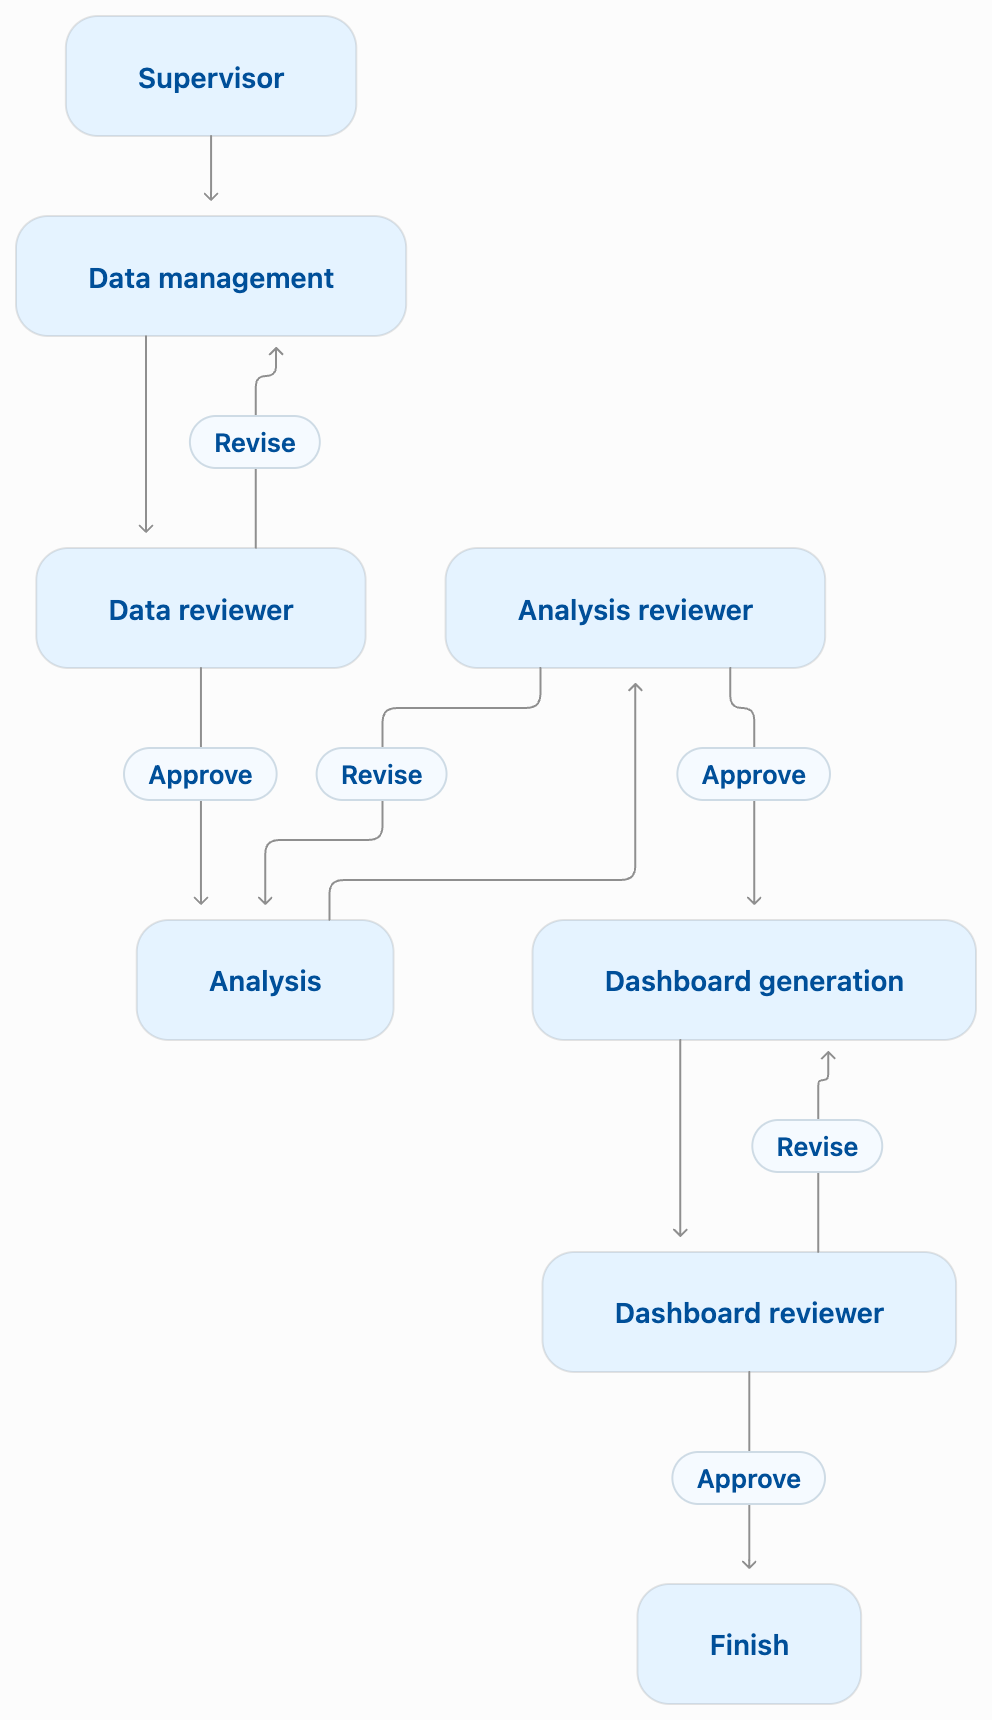 Supervisor
Data management
Revise
Data reviewer
Analysis reviewer
Approve
Revise
Approve
Analysis
Dashboard generation
Revise
Dashboard reviewer
Approve
Finish